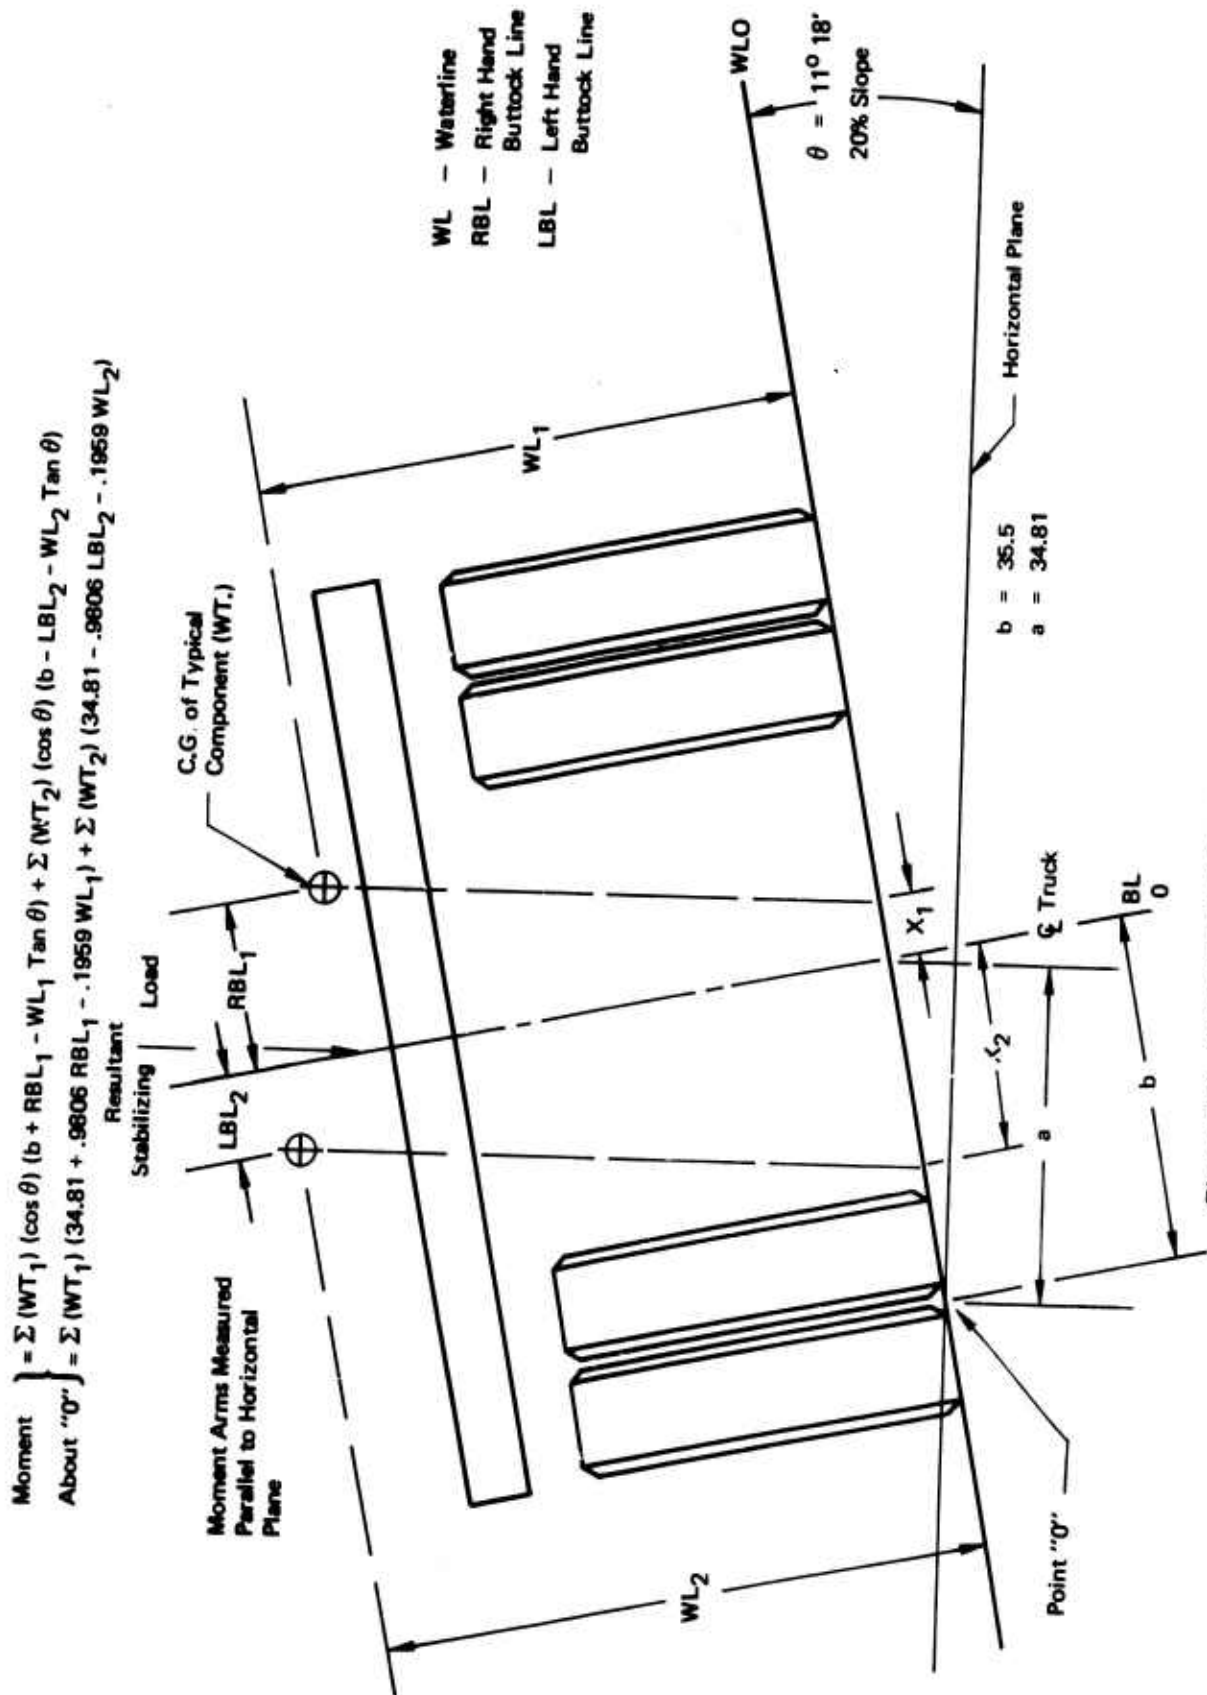 Moment } = Σ (WT₁) (cos θ) (b + RBL₁ - WL₁ Tan θ) + Σ (WT₂) (cos θ) (b - LBL₂ - WL₂ Tan θ)
About "0" } = Σ (WT₁) (34.81 + .9806 RBL₁ - .1959 WL₁) + Σ (WT₂) (34.81 - .9806 LBL₂ - .1959 WL₂)
Resultant
Stabilizing Load
C.G. of Typical
Component (WT.)
LBL₂
RBL₁
Moment Arms Measured
Parallel to Horizontal
Plane
WL – Waterline
RBL – Right Hand
Buttock Line
LBL – Left Hand
Buttock Line
WL₁
WL₂
WLO
θ = 11° 18'
20% Slope
Horizontal Plane
b = 35.5
a = 34.81
X₁
℄ Truck
BL
0
a
b
Point "0"